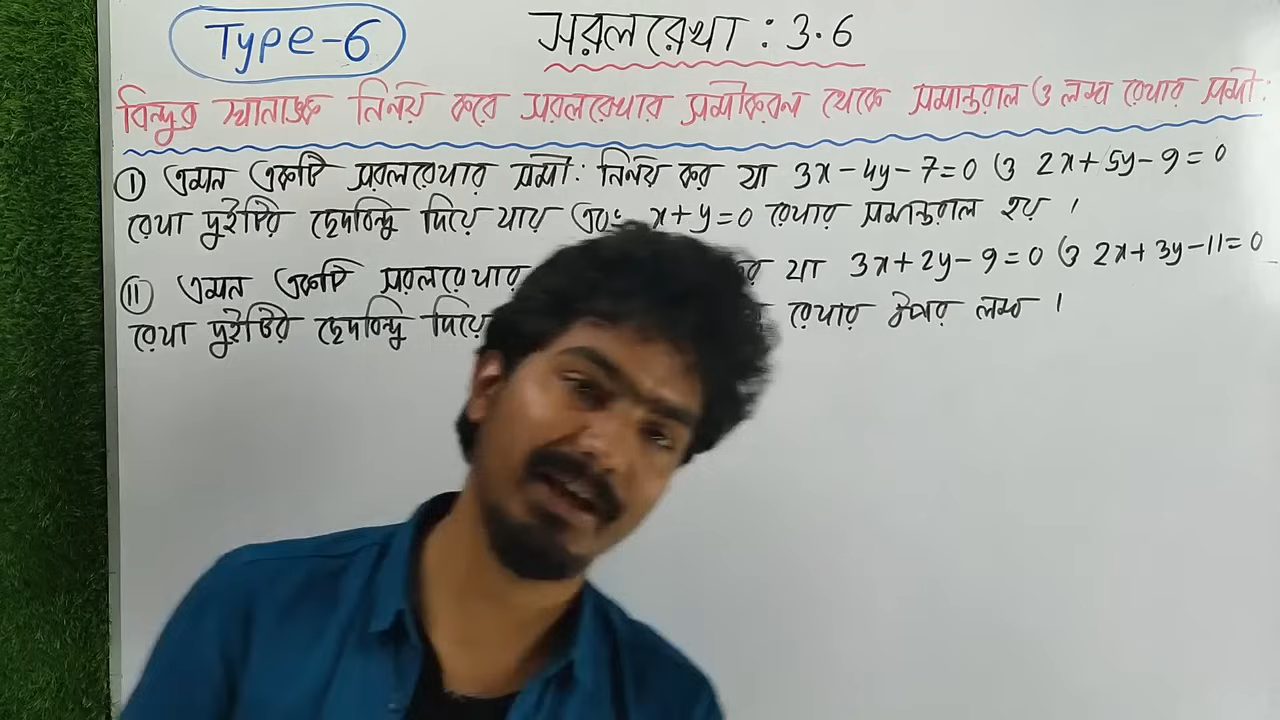 Type-6
সরলরেখা : 3.6
বিন্দুর স্থানাঙ্ক নির্ণয় করে সরলরেখার সমীকরণ থেকে সমান্তরাল ও লম্ব রেখার সমী:
(I) এমন একটি সরলরেখার সমী: নির্ণয় কর যা 3x-4y-7=0 ও 2x+5y-9=0
রেখা দুইটির ছেদবিন্দু দিয়ে যায় এবং x+y=0 রেখার সমান্তরাল হয় ।
(II) এমন একটি সরলরেখার যা 3x+2y-9=0 ও 2x+3y-11=0
রেখা দুইটির ছেদবিন্দু দিয়ে রেখার উপর লম্ব ।